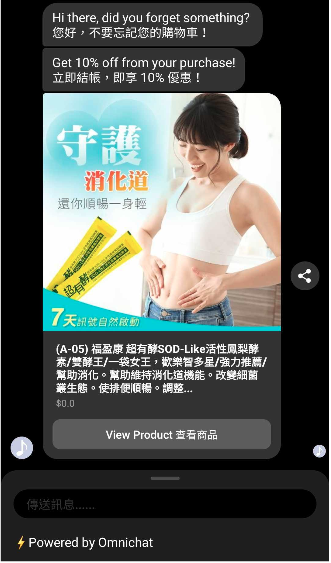 Hi there, did you forget something?
您好，不要忘記您的購物車！
Get 10% off from your purchase!
立即結帳，即享 10% 優惠！
守護
消化道
還你順暢一身輕
超有酵
超有酵
7天訊號自然啟動
(A-05) 福盈康 超有酵SOD-Like活性鳳梨酵
素/雙酵王/一袋女王，歡樂智多星/強力推薦/
幫助消化。幫助維持消化道機能。改變細菌
叢生態。使排便順暢。調整...
$0.0
View Product 查看商品
傳送訊息......
⚡Powered by Omnichat